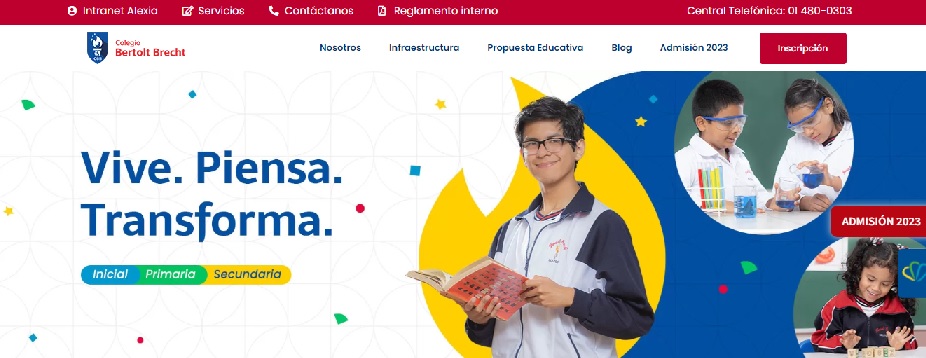 Intranet Alexia
Servicios
Contáctanos
Reglamento interno
Central Telefónica: 01 480-0303
Colegio
Bertolt Brecht
Nosotros
Infraestructura
Propuesta Educativa
Blog
Admisión 2023
Inscripción
Vive. Piensa.
Transforma.
Inicial
Primaria
Secundaria
ADMISIÓN 2023